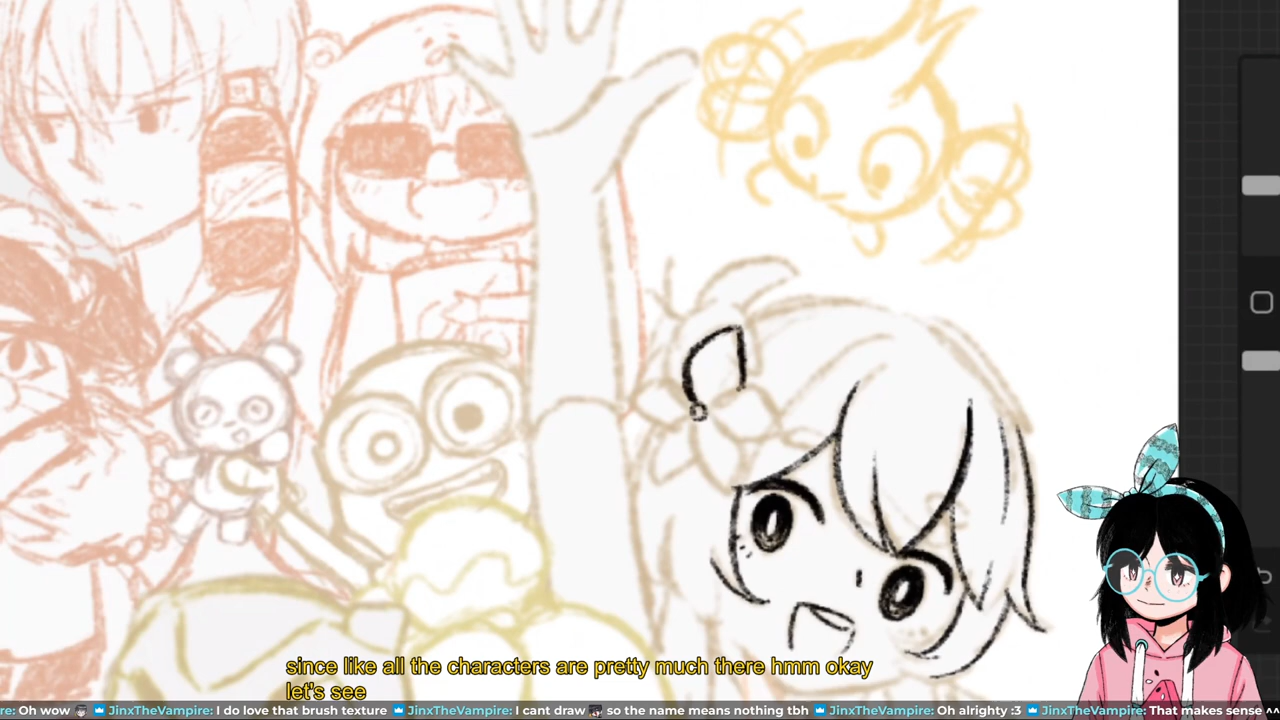 since like all the characters are pretty much there hmm okay
let's see
re: Oh wow JinxTheVampire: I do love that brush texture JinxTheVampire: I cant draw so the name means nothing tbh JinxTheVampire: Oh alrighty :3 JinxTheVampire: That makes sense ^^